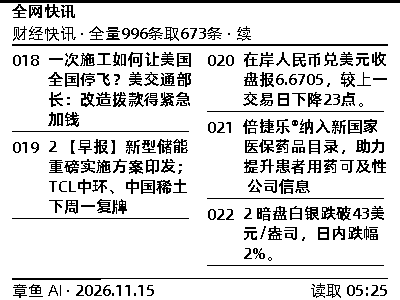 全网快讯
财经快讯 · 全量996条取673条 · 续
018 一次施工如何让美国
全国停飞？美交通部
长：改造拨款得紧急
加钱
019 2 【早报】新型储能
重磅实施方案印发；
TCL中环、中国稀土
下周一复牌
020 在岸人民币兑美元收
盘报6.6705，较上一
交易日下降23点。
021 倍捷乐®纳入新国家
医保药品目录，助力
提升患者用药可及性
公司信息
022 2 暗盘白银跌破43美
元/盎司，日内跌幅
2%。
章鱼 AI · 2026.11.15
读取 05:25